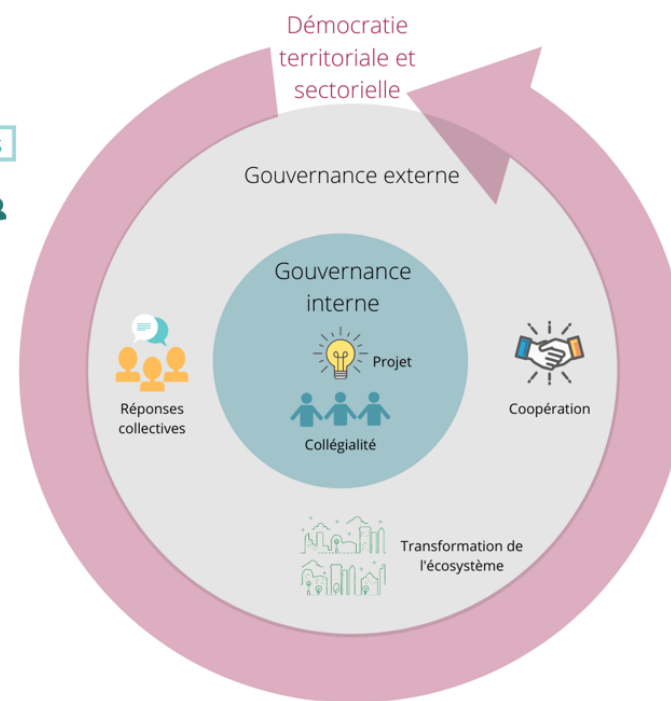 Démocratie
territoriale et
sectorielle
Gouvernance externe
Gouvernance
interne
Projet
Collégialité
Réponses
collectives
Coopération
Transformation de
l'écosystème